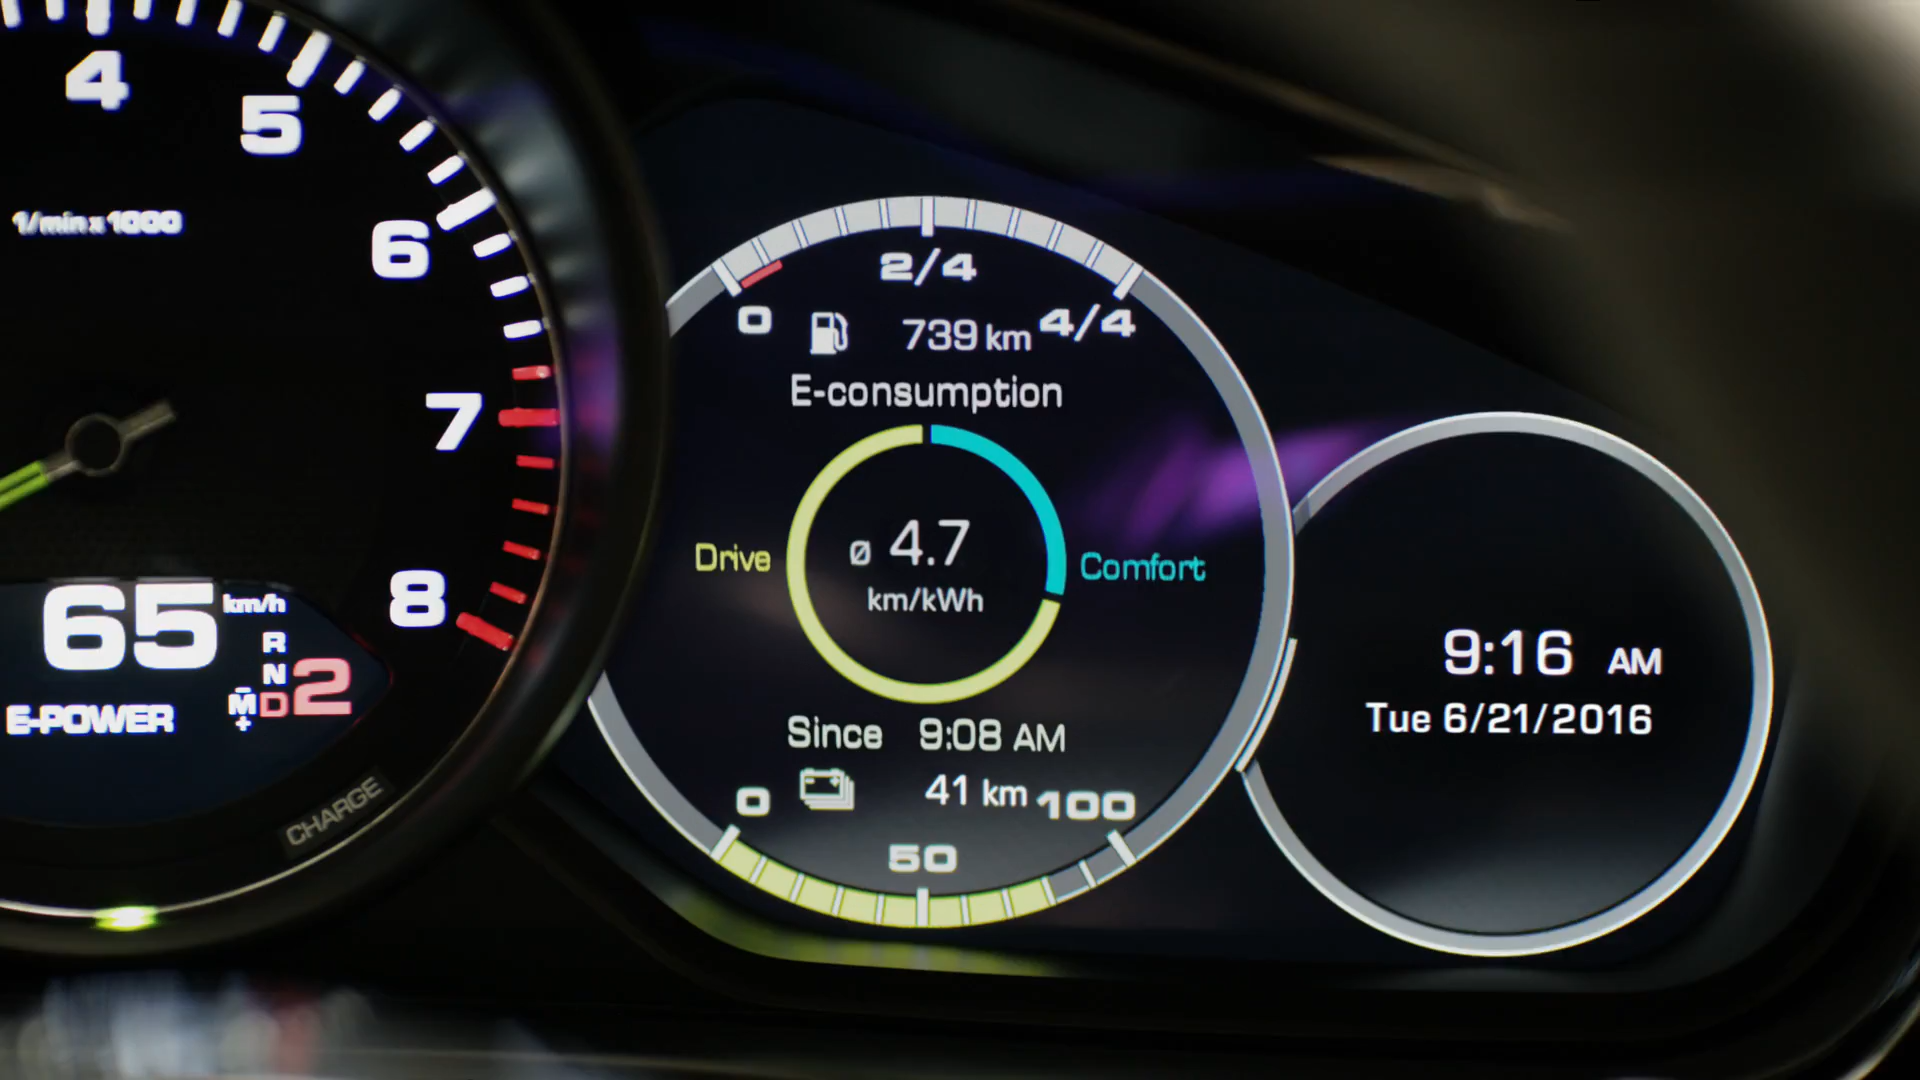 4
5
6
7
8
1/min x 1000
65 km/h
R
N
M D 2
- +
E-POWER
CHARGE
0 2/4 4/4
739 km
E-consumption
Drive
ø 4.7
km/kWh
Comfort
Since 9:08 AM
41 km
0 50 100
9:16 AM
Tue 6/21/2016